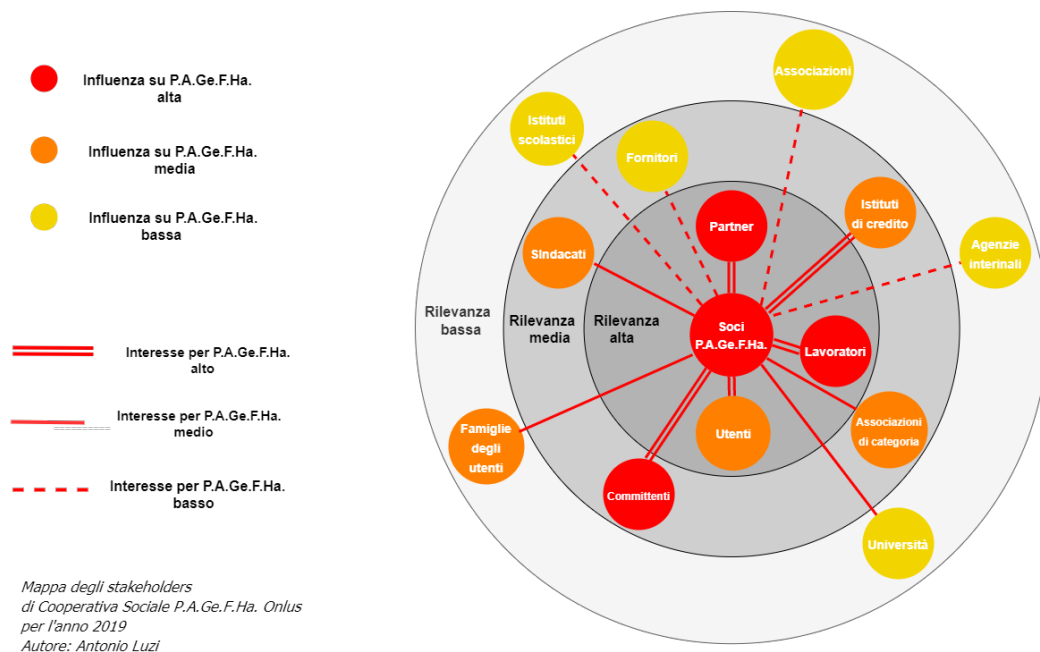 Influenza su P.A.Ge.F.Ha.
alta
Influenza su P.A.Ge.F.Ha.
media
Influenza su P.A.Ge.F.Ha.
bassa
Interesse per P.A.Ge.F.Ha.
alto
Interesse per P.A.Ge.F.Ha.
medio
Interesse per P.A.Ge.F.Ha.
basso
Mappa degli stakeholders
di Cooperativa Sociale P.A.Ge.F.Ha. Onlus
per l'anno 2019
Autore: Antonio Luzi
Associazioni
Istituti
scolastici
Fornitori
Partner
Istituti
di credito
Sindacati
Agenzie
interinali
Rilevanza
bassa
Rilevanza
media
Rilevanza
alta
Soci
P.A.Ge.F.Ha.
Lavoratori
Famiglie
degli
utenti
Utenti
Associazioni
di categoria
Committenti
Università